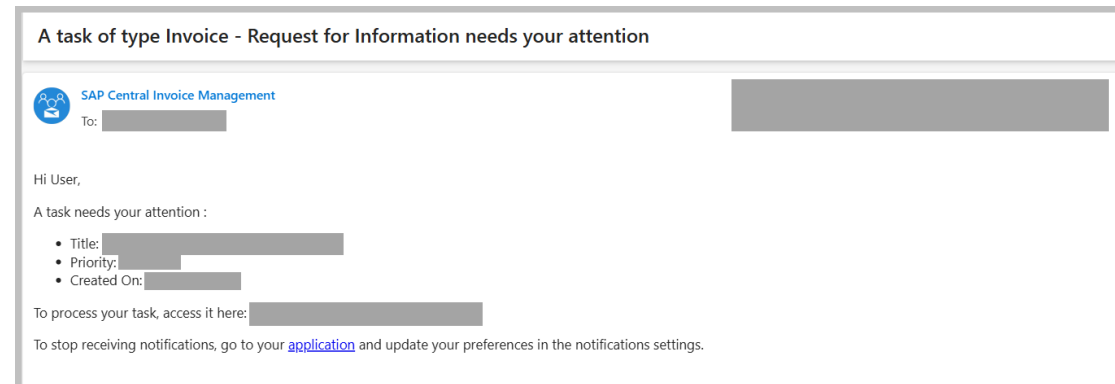 A task of type Invoice - Request for Information needs your attention
SAP Central Invoice Management
To:
Hi User,
A task needs your attention :
• Title:
• Priority:
• Created On:
To process your task, access it here:
To stop receiving notifications, go to your application and update your preferences in the notifications settings.